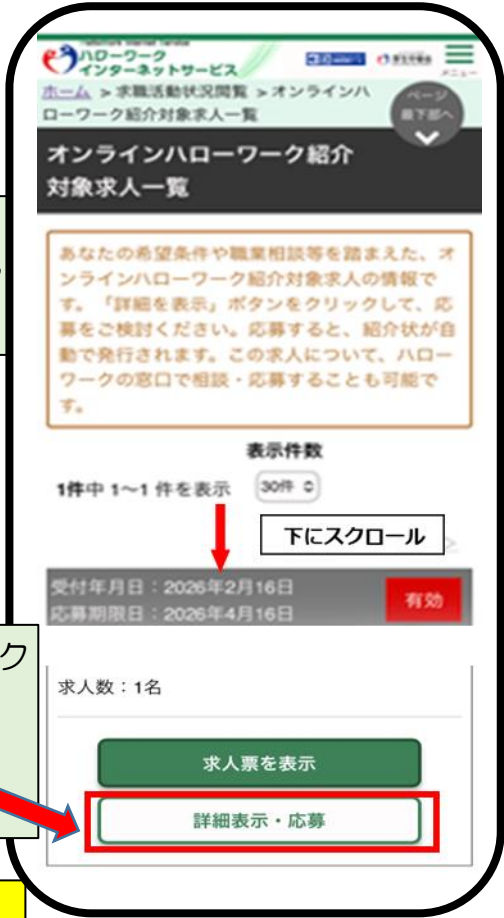 ハローワーク
インターネットサービス
メニュー
ホーム > 求職活動状況閲覧 > オンラインハ
ローワーク紹介対象求人一覧
ページ
最下部へ
オンラインハローワーク紹介
対象求人一覧
あなたの希望条件や職業相談等を踏まえた、オ
ンラインハローワーク紹介対象求人の情報で
す。「詳細を表示」ボタンをクリックして、応
募をご検討ください。応募すると、紹介状が自
動で発行されます。この求人について、ハロー
ワークの窓口で相談・応募することも可能で
す。
表示件数
1件中 1〜1 件を表示 30件
下にスクロール
受付年月日：2026年2月16日
応募期限日：2026年4月16日
有効
ク
求人数：1名
求人票を表示
詳細表示・応募